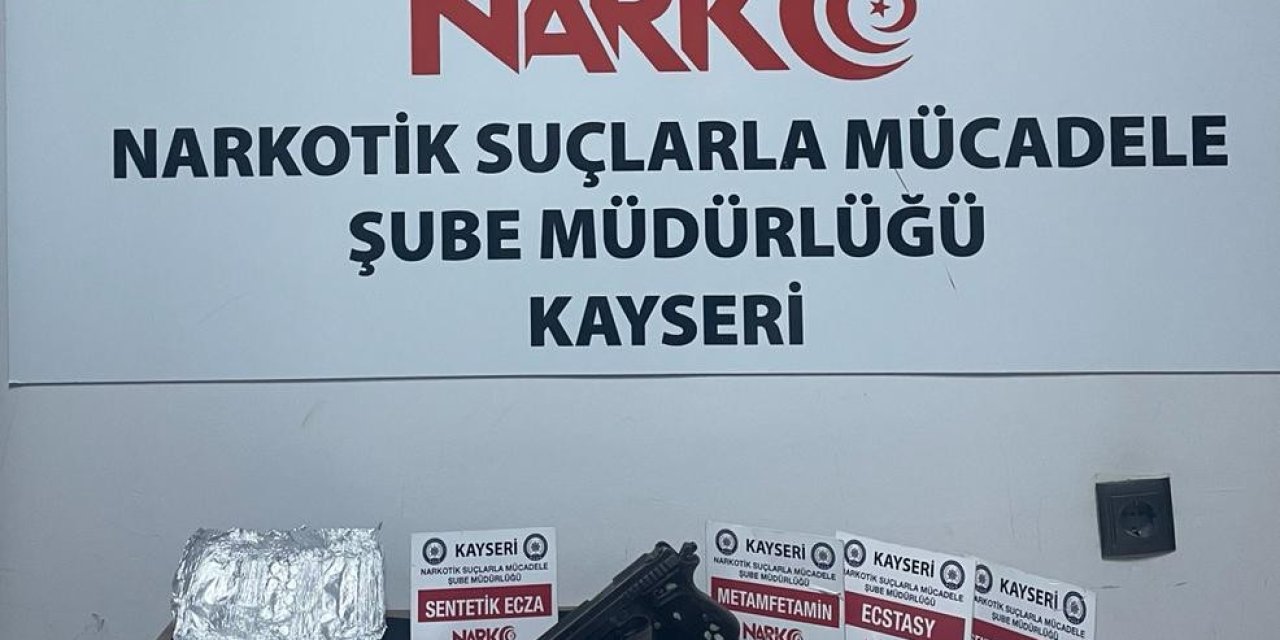 NARKO
NARKOTİK SUÇLARLA MÜCADELE
ŞUBE MÜDÜRLÜĞÜ
KAYSERİ
KAYSERİ
NARKOTİK SUÇLARLA MÜCADELE
ŞUBE MÜDÜRLÜĞÜ
SENTETİK ECZA
NARKO
KAYSERİ
NARKOTİK SUÇLARLA MÜCADELE
ŞUBE MÜDÜRLÜĞÜ
METAMFETAMİN
NARKO
KAYSERİ
NARKOTİK SUÇLARLA MÜCADELE
ŞUBE MÜDÜRLÜĞÜ
ECSTASY
KAYSERİ
NARKOTİK SUÇLARLA MÜCADELE
ŞUBE MÜDÜRLÜĞÜ